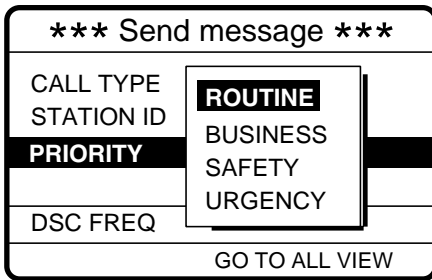 *** Send message ***
CALL TYPE
STATION ID
PRIORITY
ROUTINE
BUSINESS
SAFETY
URGENCY
DSC FREQ
GO TO ALL VIEW